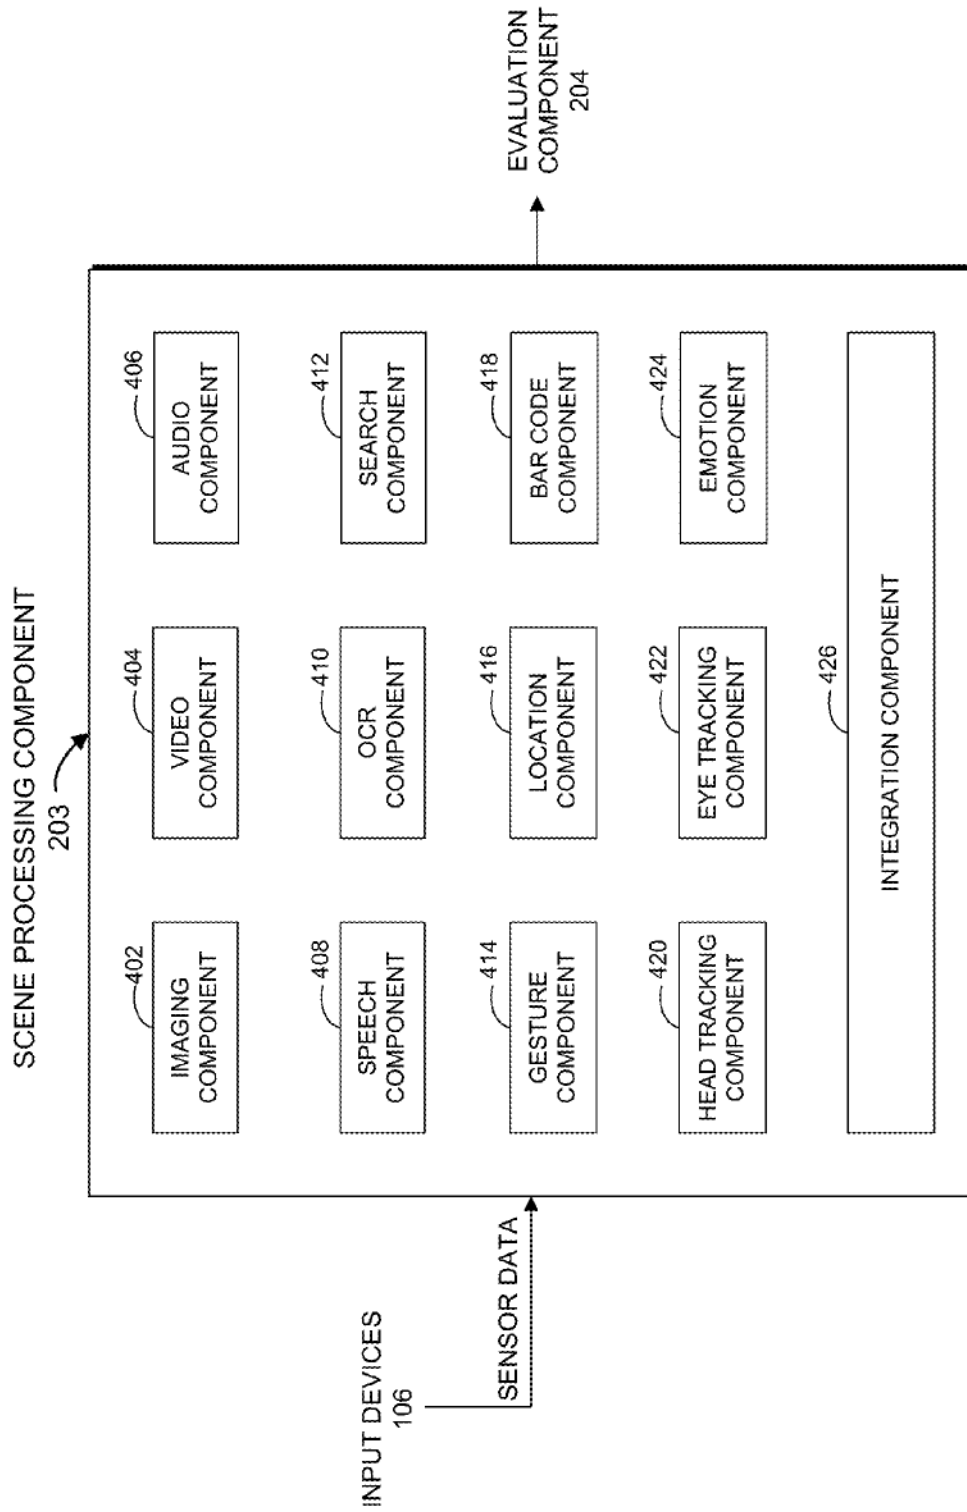 SCENE PROCESSING COMPONENT
203
402
IMAGING
COMPONENT
404
VIDEO
COMPONENT
406
AUDIO
COMPONENT
408
SPEECH
COMPONENT
410
OCR
COMPONENT
412
SEARCH
COMPONENT
INPUT DEVICES
106
SENSOR DATA
414
GESTURE
COMPONENT
416
LOCATION
COMPONENT
418
BAR CODE
COMPONENT
EVALUATION
COMPONENT
204
420
HEAD TRACKING
COMPONENT
422
EYE TRACKING
COMPONENT
424
EMOTION
COMPONENT
426
INTEGRATION COMPONENT